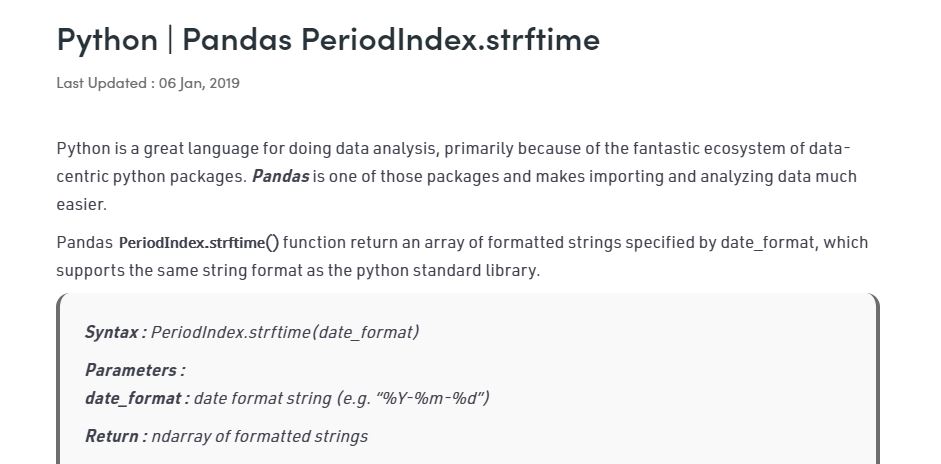 Python | Pandas PeriodIndex.strftime
Last Updated : 06 Jan, 2019
Python is a great language for doing data analysis, primarily because of the fantastic ecosystem of data-
centric python packages. Pandas is one of those packages and makes importing and analyzing data much
easier.
Pandas PeriodIndex.strftime() function return an array of formatted strings specified by date_format, which
supports the same string format as the python standard library.
Syntax : PeriodIndex.strftime(date_format)
Parameters :
date_format : date format string (e.g. “%Y-%m-%d”)
Return : ndarray of formatted strings